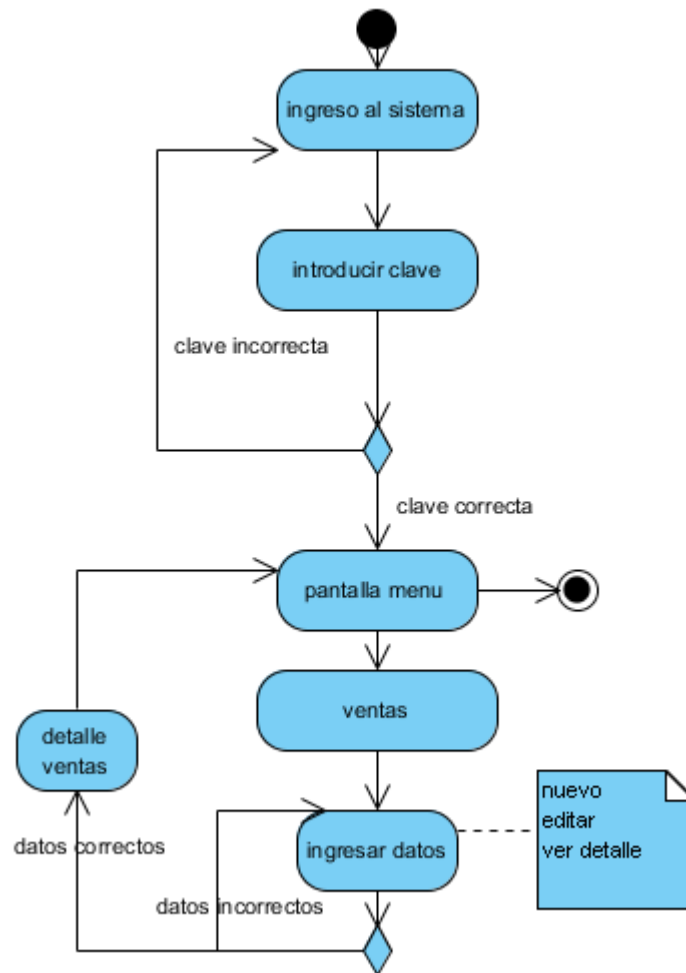 ingreso al sistema
introducir clave
clave incorrecta
clave correcta
pantalla menu
ventas
detalle
ventas
nuevo
editar
ver detalle
datos correctos
ingresar datos
datos incorrectos